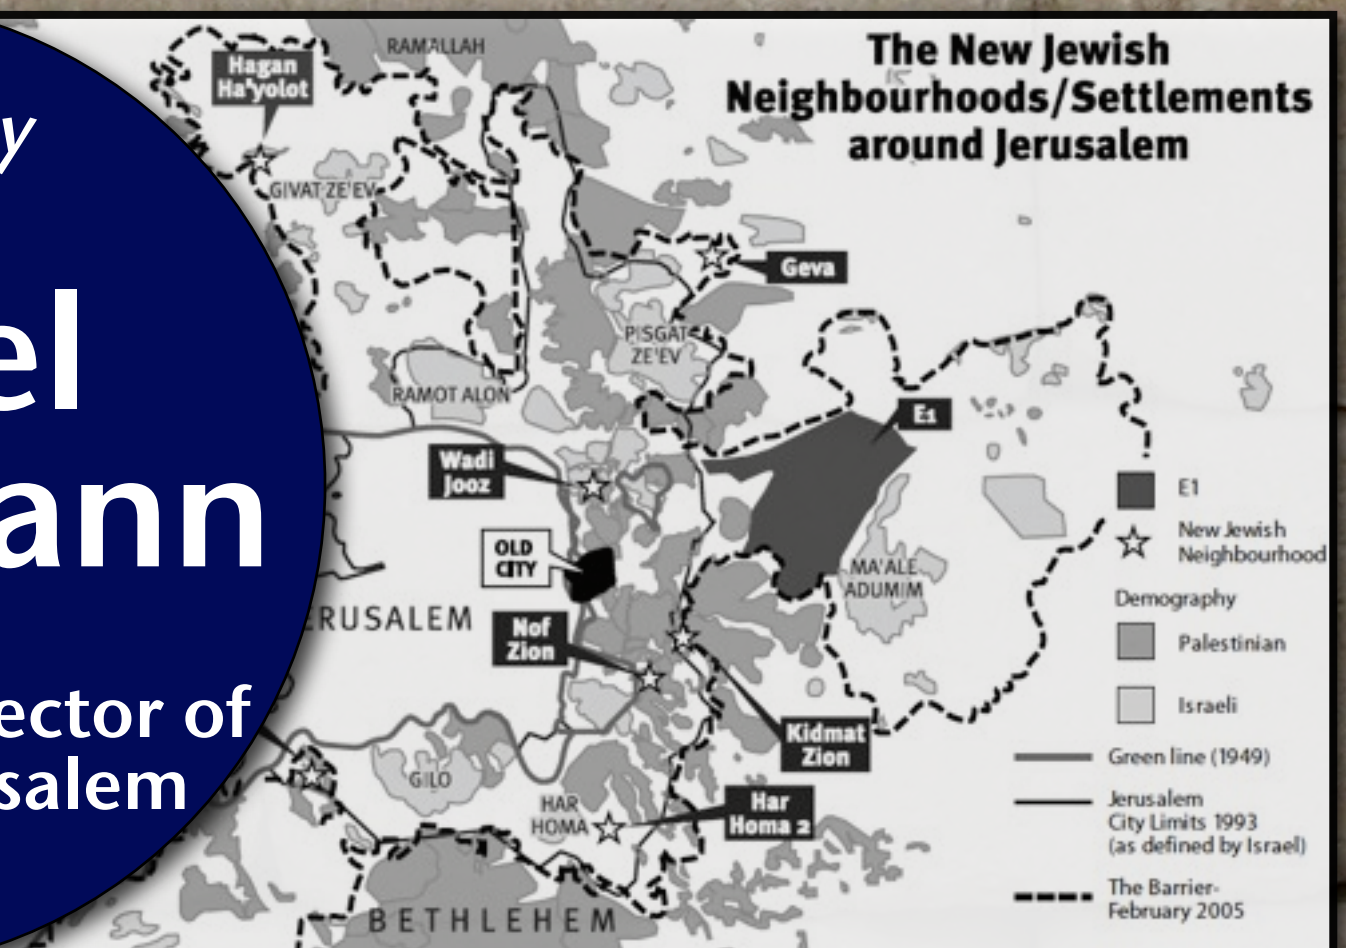 y
el
ann
ector of
salem
The New Jewish
Neighbourhoods/Settlements
around Jerusalem
RAMALLAH
Hagan
Ha'yolot
GIVAT ZE'EV
Geva
PISGAT
ZE'EV
RAMOT ALON
E1
Wadi
Jooz
OLD
CITY
MA'ALE
ADUMIM
ERUSALEM
Nof
Zion
Kidmat
Zion
GILO
HAR
HOMA
Har
Homa 2
BETHLEHEM
E1
New Jewish
Neighbourhood
Demography
Palestinian
Israeli
Green line (1949)
Jerusalem
City Limits 1993
(as defined by Israel)
The Barrier-
February 2005